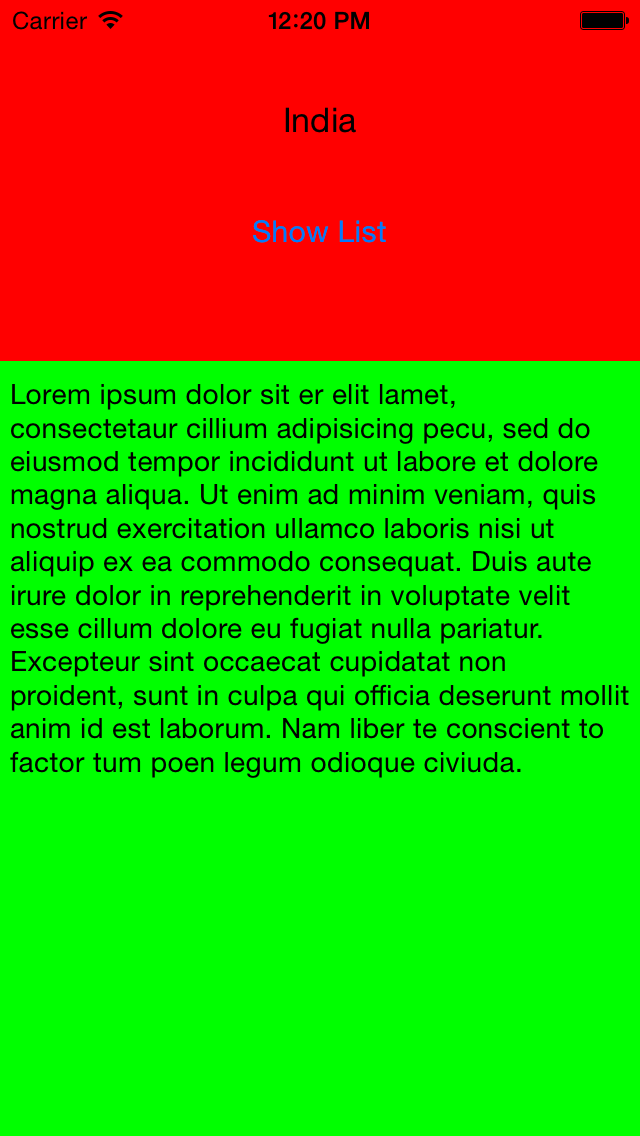 Carrier 12:20 PM
India
Show List
Lorem ipsum dolor sit er elit lamet,
consectetaur cillium adipisicing pecu, sed do
eiusmod tempor incididunt ut labore et dolore
magna aliqua. Ut enim ad minim veniam, quis
nostrud exercitation ullamco laboris nisi ut
aliquip ex ea commodo consequat. Duis aute
irure dolor in reprehenderit in voluptate velit
esse cillum dolore eu fugiat nulla pariatur.
Excepteur sint occaecat cupidatat non
proident, sunt in culpa qui officia deserunt mollit
anim id est laborum. Nam liber te conscient to
factor tum poen legum odioque civiuda.